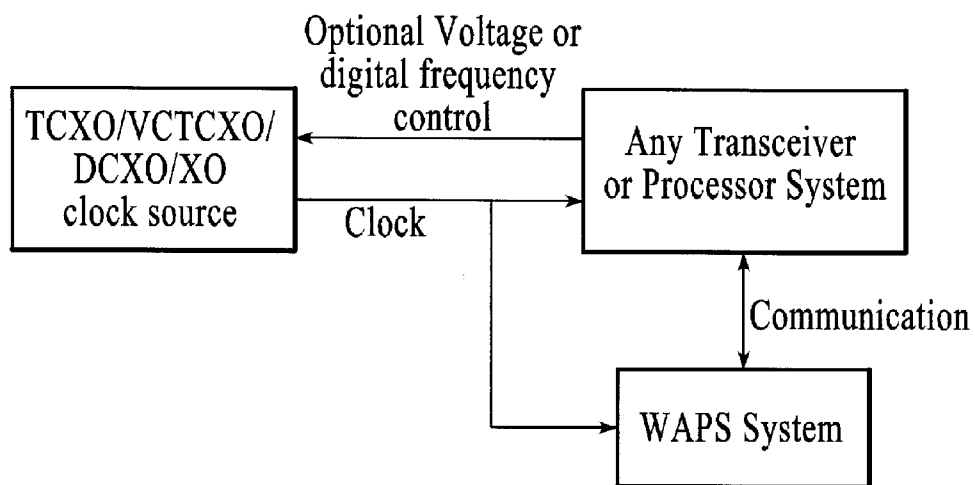 Optional Voltage or
digital frequency
control
TCXO/VCTCXO/
DCXO/XO
clock source
Any Transceiver
or Processor System
Clock
Communication
WAPS System